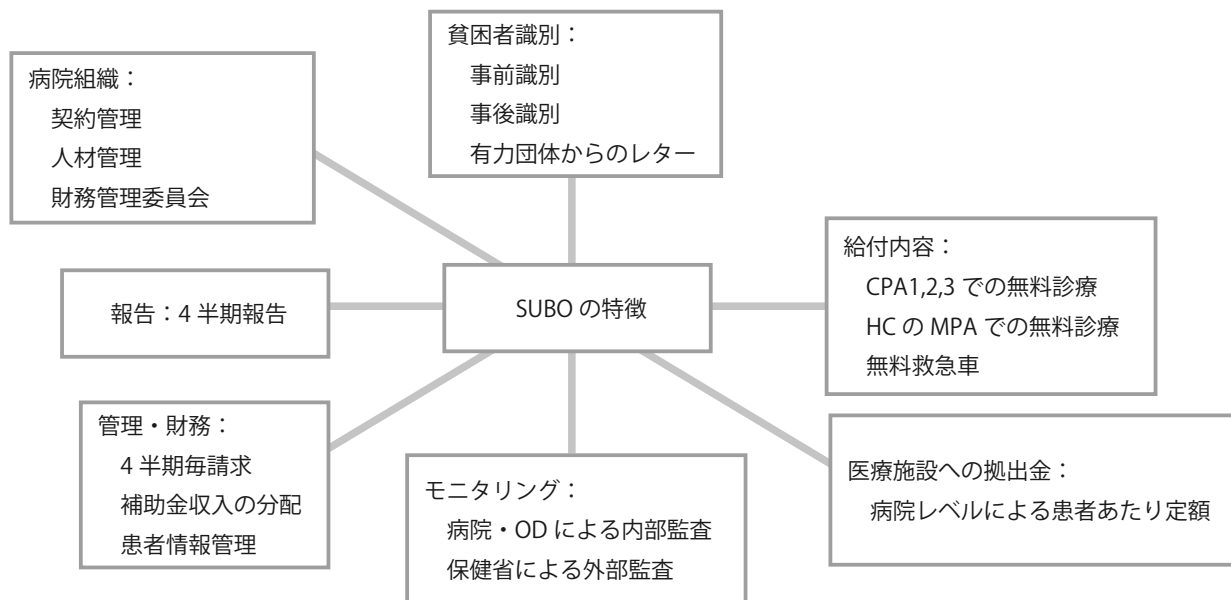 貧困者識別：
事前識別
事後識別
有力団体からのレター
病院組織：
契約管理
人材管理
財務管理委員会
給付内容：
CPA1,2,3 での無料診療
HC の MPA での無料診療
無料救急車
SUBO の特徴
報告：4 半期報告
管理・財務：
4 半期毎請求
補助金収入の分配
患者情報管理
モニタリング：
病院・OD による内部監査
保健省による外部監査
医療施設への拠出金：
病院レベルによる患者あたり定額